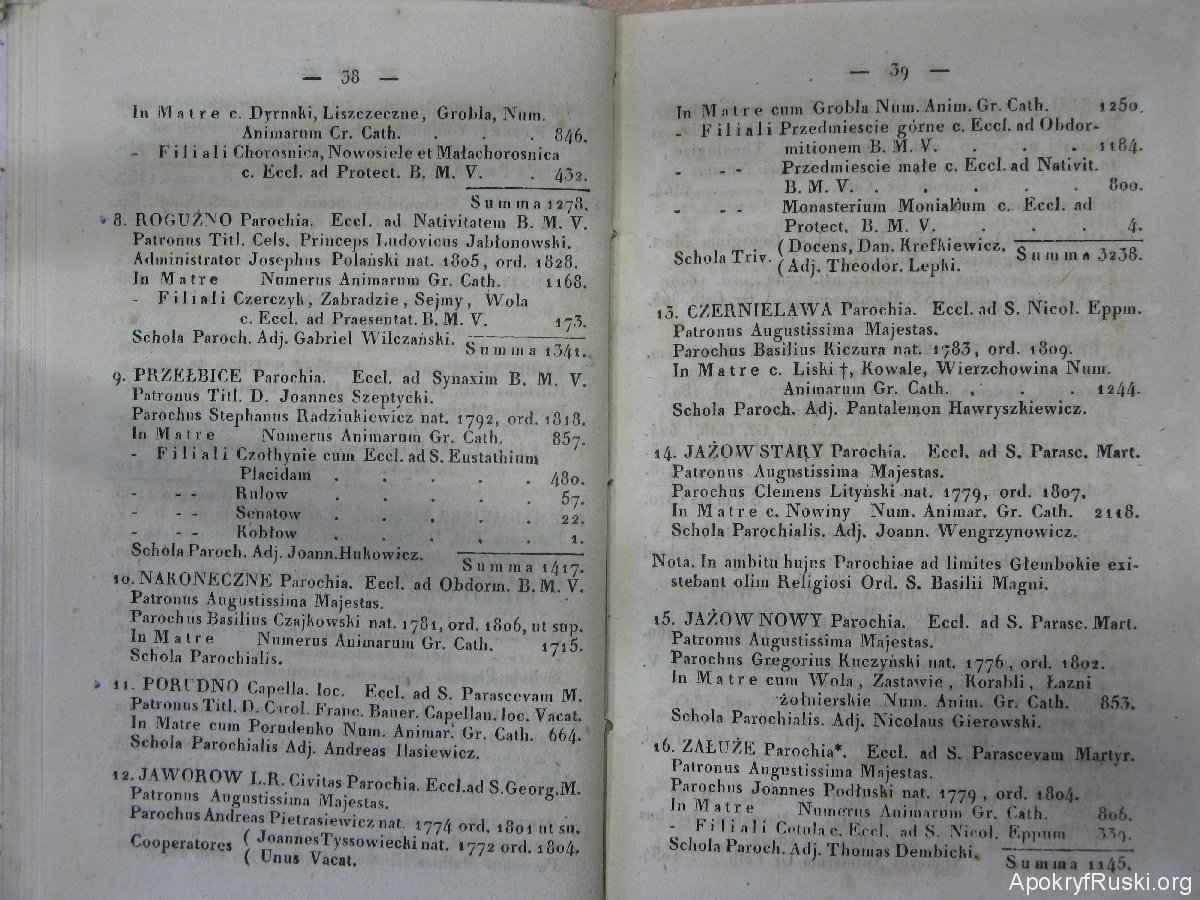 — 38 —
In Matre c. Dyrnaki, Liszczeczne, Grobla, Num.
Animarum Cr. Cath. . . . 846.
- Filiali Chorosnica, Nowosiele et Małachorosnica
c. Eccl. ad Protect. B. M. V. . 432.
Summa 1278.
8. ROGUŹNO Parochia. Eccl. ad Nativitatem B. M. V.
Patronus Titl. Cels. Princeps Ludovicus Jabłonowski.
Administrator Josephus Polański nat. 1805, ord. 1828.
In Matre Numerus Animarum Gr. Cath. 1168.
- Filiali Czerczyk, Zabradzie, Sejmy, Wola
c. Eccl. ad Praesentat. B. M. V. 173.
Schola Paroch. Adj. Gabriel Wilczański.
Summa 1341.
9. PRZEŁBICE Parochia. Eccl. ad Synaxim B. M. V.
Patronus Titl. D. Joannes Szeptycki.
Parochus Stephanus Radziukiewicz nat. 1792, ord. 1818.
In Matre Numerus Animarum Gr. Cath. 857.
- Filiali Czołhynie cum Eccl. ad S. Eustathium
Placidam . . . . . 480.
- - - Rulow . . . . . 57.
- - - Senatow . . . . . 22.
- - - Kobłow . . . . . 1.
Schola Paroch. Adj. Joann. Hukowicz.
Summa 1417.
10. NAKONECZNE Parochia. Eccl. ad Obdorm. B. M. V.
Patronus Augustissima Majestas.
Parochus Basilius Czajkowski nat. 1781, ord. 1806, ut sup.
In Matre Numerus Animarum Gr. Cath. 1715.
Schola Parochialis.
11. PORUDNO Capella. loc. Eccl. ad S. Parascevam M.
Patronus Titl. D. Carol. Franc. Bauer. Capellan. loc. Vacat.
In Matre cum Porudenko Num. Animar. Gr. Cath. 664.
Schola Parochialis Adj. Andreas Ilasiewicz.
12. JAWOROW L.R. Civitas Parochia. Eccl. ad S. Georg. M.
Patronus Augustissima Majestas.
Parochus Andreas Pietrasiewicz nat. 1774 ord. 1801 ut su.
Cooperatores ( Joannes Tyssowiecki nat. 1772 ord. 1804.
( Unus Vacat.
— 39 —
In Matre cum Grobla Num. Anim. Gr. Cath. 1250.
- Filiali Przedmiescie górne c. Eccl. ad Obdor-
mitionem B. M. V. . . . 1184.
- - - Przedmiescie małe c. Eccl. ad Nativit.
B. M. V. . . . . . 800.
- - - Monasterium Monialium c. Eccl. ad
Protect. B. M. V. . . . 4.
Schola Triv. (Docens, Dan. Krefkiewicz. Summa 3238.
(Adj. Theodor. Lepki.
13. CZERNIELAWA Parochia. Eccl. ad S. Nicol. Eppm.
Patronus Augustissima Majestas.
Parochus Basilius Kiczura nat. 1783, ord. 1809.
In Matre c. Liski †, Kowale, Wierzchowina Num.
Animarum Gr. Cath. . . . 1244.
Schola Paroch. Adj. Pantalemon Hawryszkiewicz.
14. JAŻOW STARY Parochia. Eccl. ad S. Parasc. Mart.
Patronus Augustissima Majestas.
Parochus Clemens Lityński nat. 1779, ord. 1807.
In Matre c. Nowiny Num. Animar. Gr. Cath. 2118.
Schola Parochialis. Adj. Joann. Wengrzynowicz.
Nota. In ambitu hujus Parochiae ad limites Głembokie exi-
stebant olim Religiosi Ord. S. Basilii Magni.
15. JAŻOW NOWY Parochia. Eccl. ad S. Parasc. Mart.
Patronus Augustissima Majestas.
Parochus Gregorius Kuczyński nat. 1776, ord. 1802.
In Matre cum Wola, Zastawie, Korabli, Łazni
żołnierskie Num. Anim. Gr. Cath. 853.
Schola Parochialis. Adj. Nicolaus Gierowski.
16. ZAŁUŻE Parochia*. Eccl. ad S. Parascevam Martyr.
Patronus Augustissima Majestas.
Parochus Joannes Podłuski nat. 1779, ord. 1804.
In Matre Numerus Animarum Gr. Cath. 806.
- Filiali Cetula c. Eccl. ad S. Nicol. Eppum 339.
Schola Paroch. Adj. Thomas Dembicki.
Summa 1145.
ApokryfRuski.org